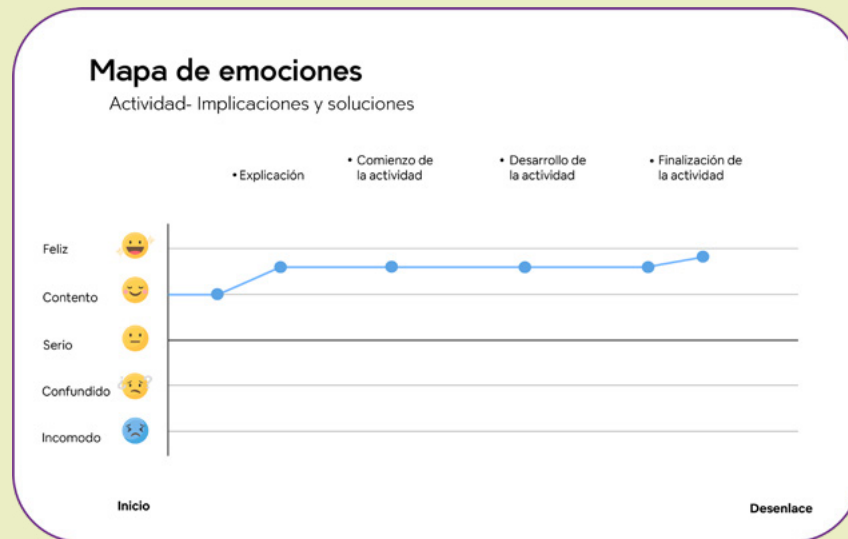 Mapa de emociones
Actividad- Implicaciones y soluciones
• Explicación
• Comienzo de
la actividad
• Desarrollo de
la actividad
• Finalización de
la actividad
Feliz
Contento
Serio
Confundido
Incomodo
Inicio
Desenlace